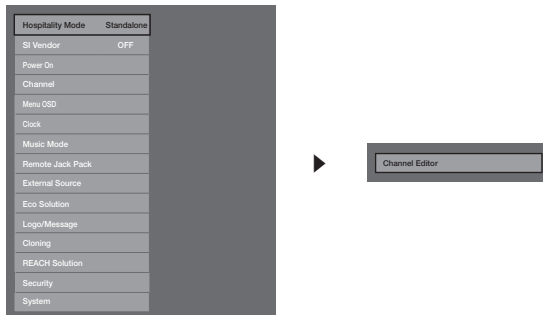 Hospitality Mode Standalone
SI Vendor OFF
Power On
Channel
Menu OSD
Clock
Music Mode
Remote Jack Pack
External Source
Eco Solution
Logo/Message
Cloning
REACH Solution
Security
System
Channel Editor